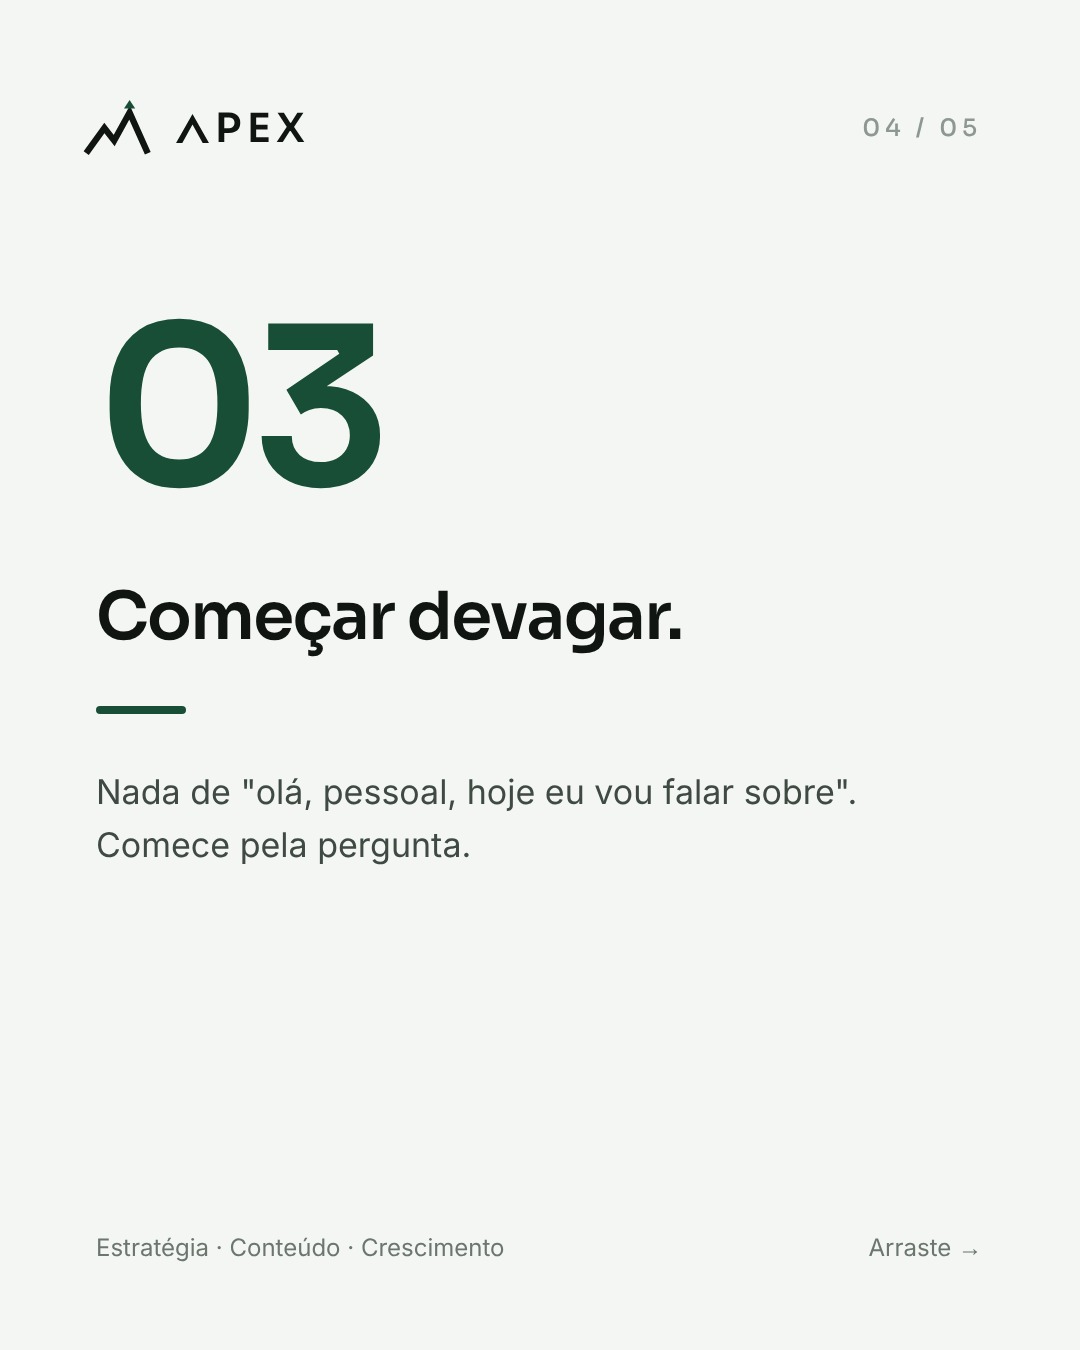 APEX
04 / 05
03
Começar devagar.
Nada de "olá, pessoal, hoje eu vou falar sobre".
Comece pela pergunta.
Estratégia · Conteúdo · Crescimento
Arraste →